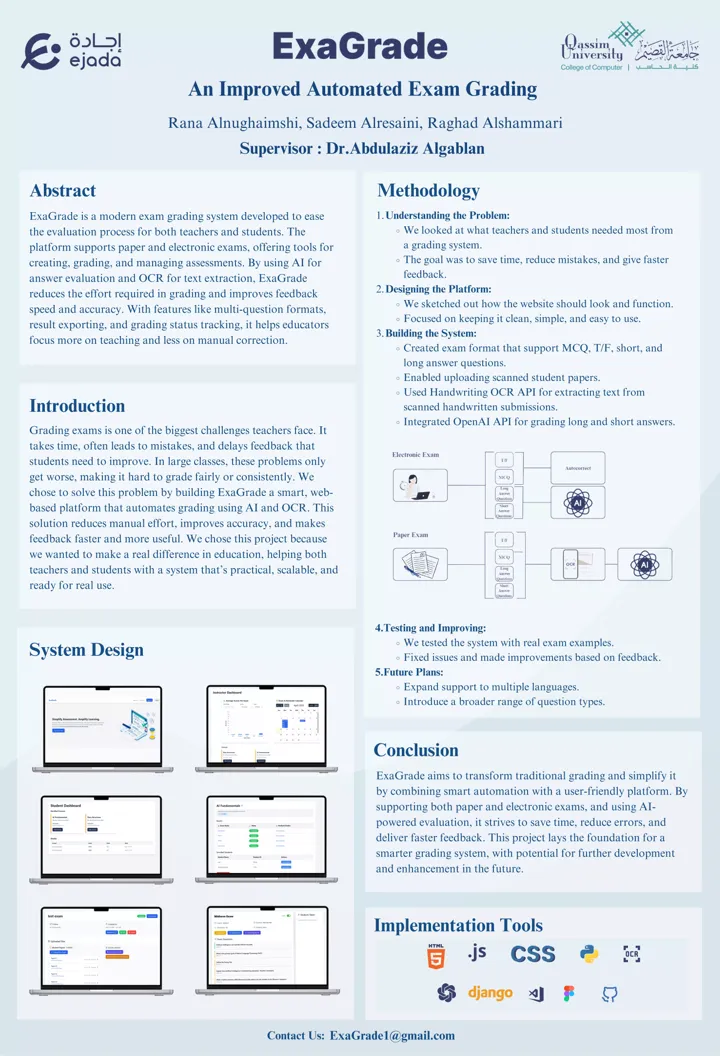 إجادة
ejada
ExaGrade
Qassim
University
College of Computer
جامعة القصيم
كلية الحاسب
An Improved Automated Exam Grading
Rana Alnughaimshi, Sadeem Alresaini, Raghad Alshammari
Supervisor : Dr.Abdulaziz Algablan
Abstract
ExaGrade is a modern exam grading system developed to ease
the evaluation process for both teachers and students. The
platform supports paper and electronic exams, offering tools for
creating, grading, and managing assessments. By using AI for
answer evaluation and OCR for text extraction, ExaGrade
reduces the effort required in grading and improves feedback
speed and accuracy. With features like multi-question formats,
result exporting, and grading status tracking, it helps educators
focus more on teaching and less on manual correction.
Introduction
Grading exams is one of the biggest challenges teachers face. It
takes time, often leads to mistakes, and delays feedback that
students need to improve. In large classes, these problems only
get worse, making it hard to grade fairly or consistently. We
chose to solve this problem by building ExaGrade a smart, web-
based platform that automates grading using AI and OCR. This
solution reduces manual effort, improves accuracy, and makes
feedback faster and more useful. We chose this project because
we wanted to make a real difference in education, helping both
teachers and students with a system that's practical, scalable, and
ready for real use.
System Design
Simplify Assessment. Amplify Learning.
Instructor Dashboard
Student Dashboard
AI Fundamentals
Edit exam
Midterm Exam
Methodology
1. Understanding the Problem:
We looked at what teachers and students needed most from
a grading system.
The goal was to save time, reduce mistakes, and give faster
feedback.
2. Designing the Platform:
We sketched out how the website should look and function.
Focused on keeping it clean, simple, and easy to use.
3. Building the System:
Created exam format that support MCQ, T/F, short, and
long answer questions.
Enabled uploading scanned student papers.
Used Handwriting OCR API for extracting text from
scanned handwritten submissions.
Integrated OpenAI API for grading long and short answers.
Electronic Exam
T/F
MCQ
Long
answer
Questions
Short
answer
Questions
Autocorrect
AI
Paper Exam
T/F
MCQ
Long
answer
Questions
Short
answer
Questions
OCR
AI
4.Testing and Improving:
We tested the system with real exam examples.
Fixed issues and made improvements based on feedback.
5.Future Plans:
Expand support to multiple languages.
Introduce a broader range of question types.
Conclusion
ExaGrade aims to transform traditional grading and simplify it
by combining smart automation with a user-friendly platform. By
supporting both paper and electronic exams, and using AI-
powered evaluation, it strives to save time, reduce errors, and
deliver faster feedback. This project lays the foundation for a
smarter grading system, with potential for further development
and enhancement in the future.
Implementation Tools
HTML
5
.js
CSS
OCR
django
Contact Us: ExaGrade1@gmail.com